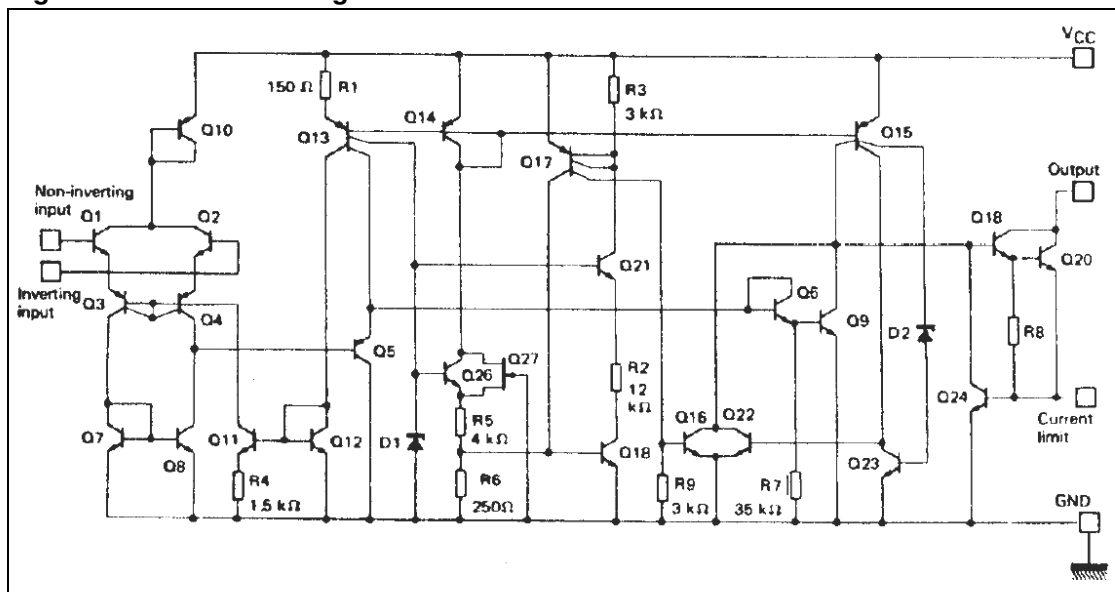 VCC
150 Ω R1
R3
3 kΩ
Q10
Q13
Q14
Q15
Q17
Output
Non-inverting
input
Q1
Q2
Q18
Q20
Q21
Inverting
input
Q3
Q4
Q6
Q9
D2
R8
Q5
R2
12
kΩ
Q26
Q27
Q24
Current
limit
Q7
Q8
Q11
Q12
D1
R5
4 kΩ
Q16
Q22
Q18
Q23
R4
1.5 kΩ
R6
250Ω
R9
3 kΩ
R7
35 kΩ
GND